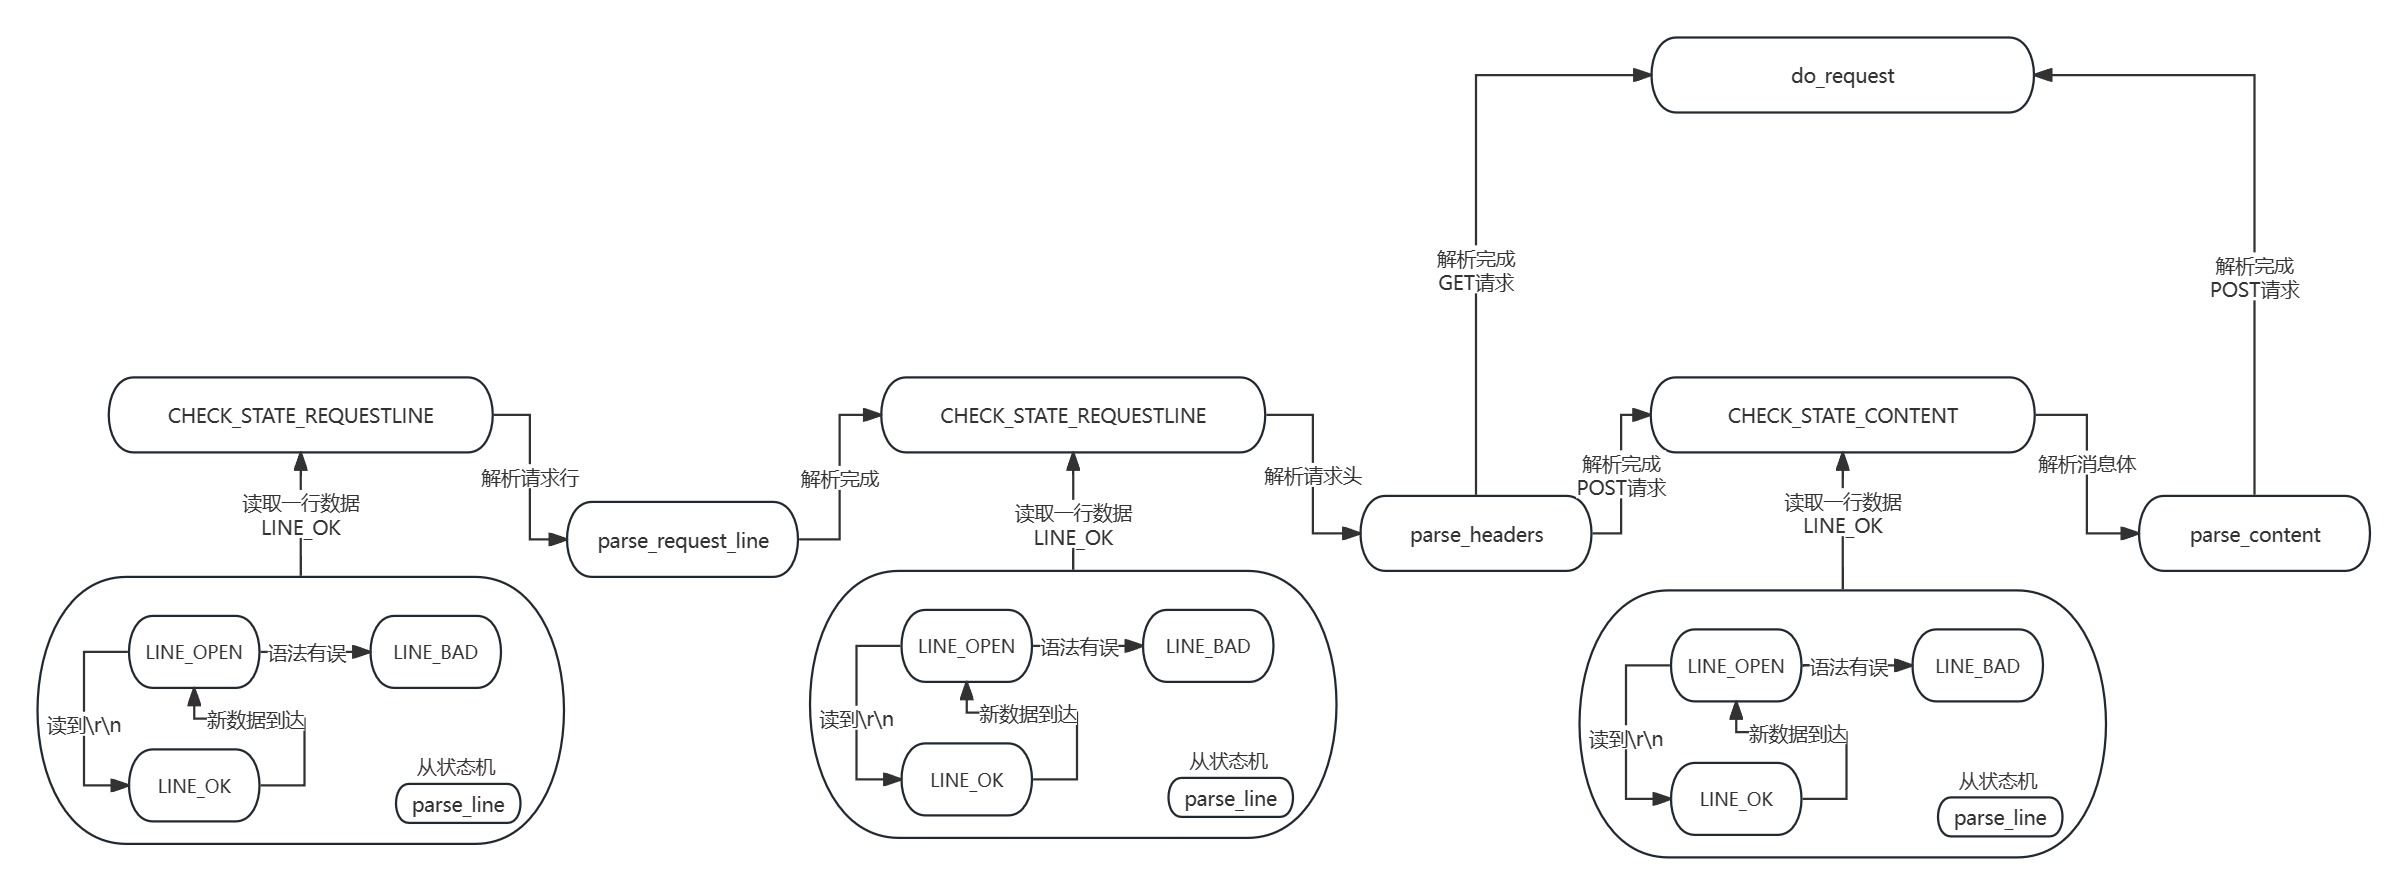 do_request
解析完成
GET请求
解析完成
POST请求
CHECK_STATE_REQUESTLINE
CHECK_STATE_REQUESTLINE
CHECK_STATE_CONTENT
解析请求行
解析完成
解析请求头
解析完成
POST请求
解析消息体
读取一行数据
LINE_OK
读取一行数据
LINE_OK
读取一行数据
LINE_OK
parse_request_line
parse_headers
parse_content
LINE_OPEN
语法有误
LINE_BAD
读到\r\n
新数据到达
LINE_OK
从状态机
parse_line
LINE_OPEN
语法有误
LINE_BAD
读到\r\n
新数据到达
LINE_OK
从状态机
parse_line
LINE_OPEN
语法有误
LINE_BAD
读到\r\n
新数据到达
LINE_OK
从状态机
parse_line